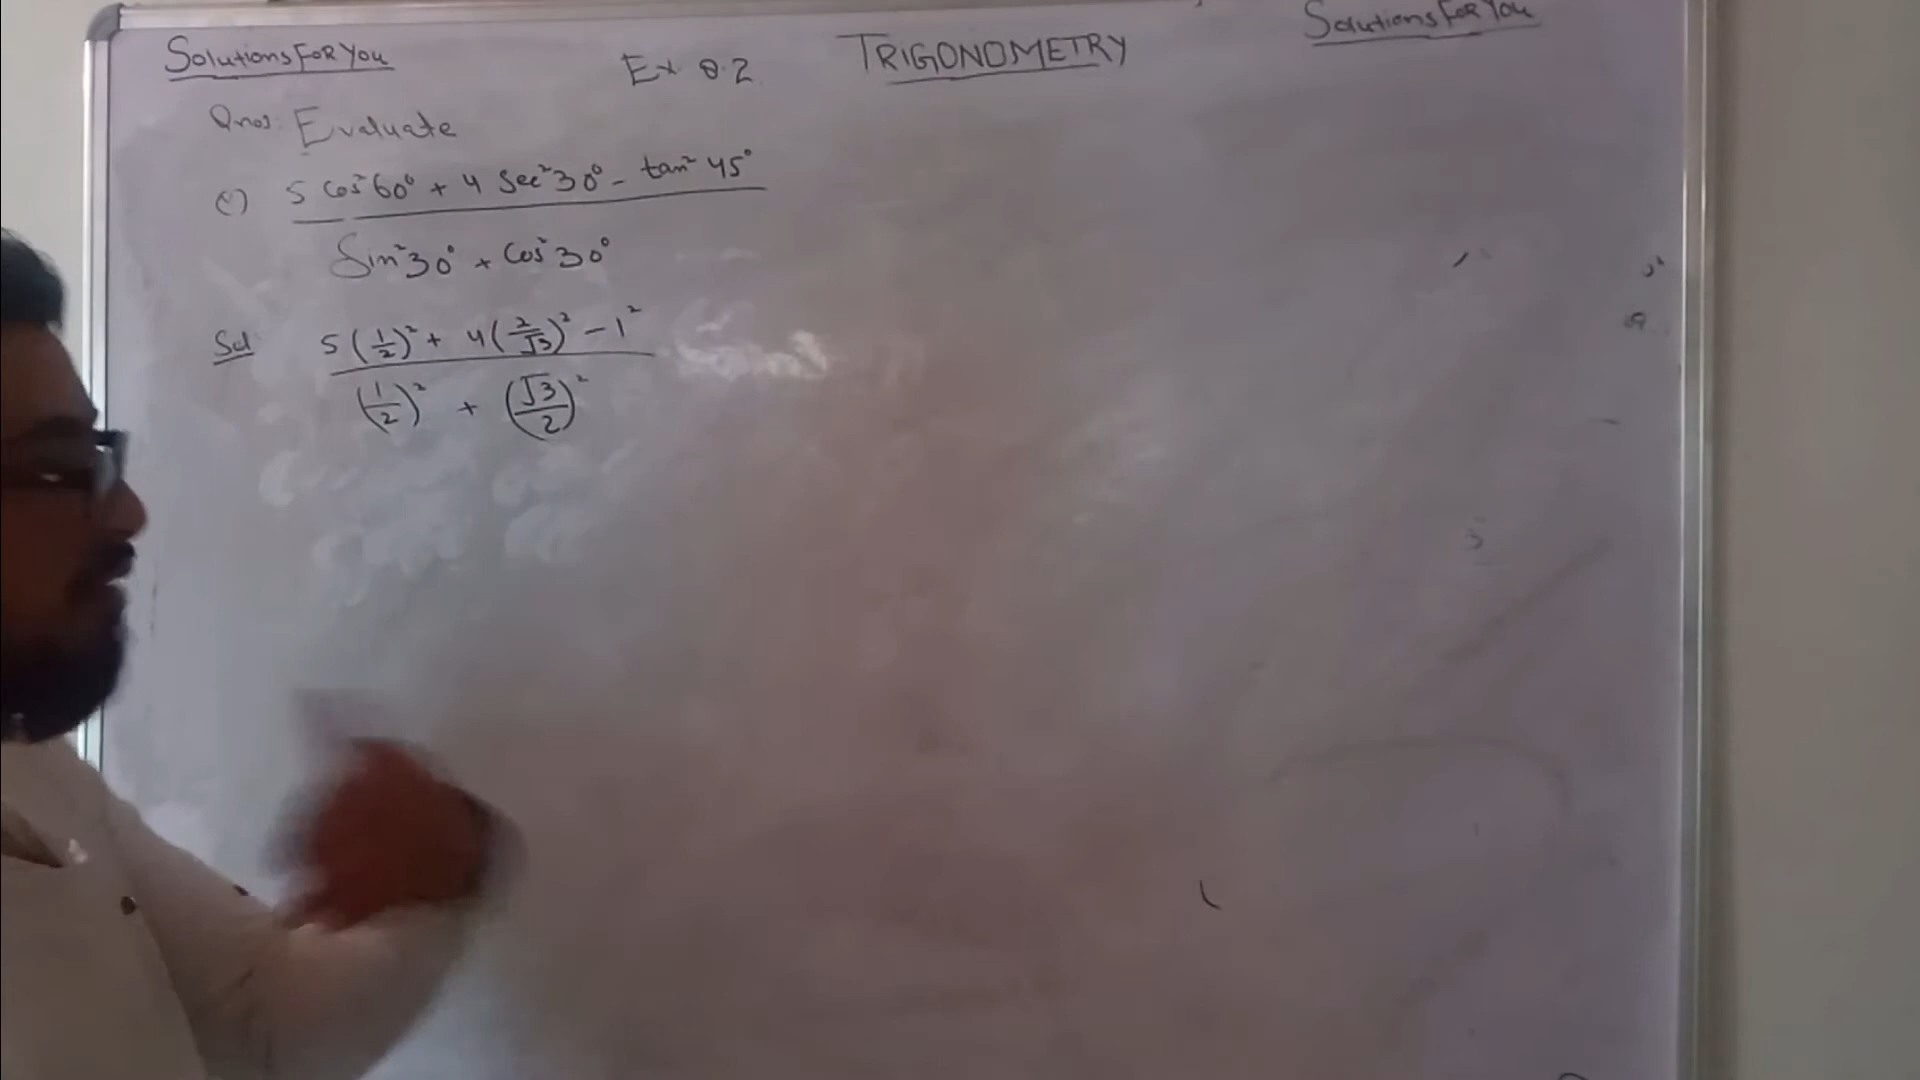 Solutions For You
Ex 8.2
TRIGONOMETRY
Solutions For You
Qno1: Evaluate
5 Cos²60° + 4 Sec²30° - tan²45°
Sin²30° + Cos²30°
Sol 5(1/2)² + 4(2/√3)² - 1²
(1/2)² + (√3/2)²